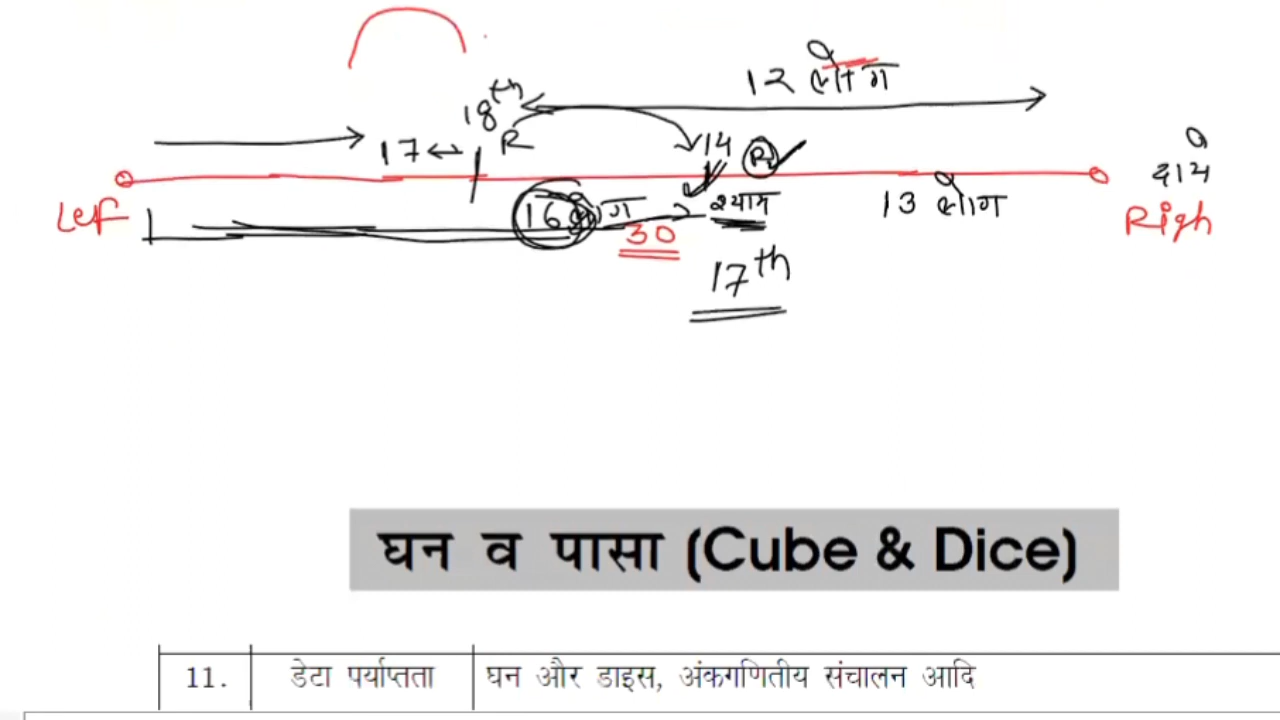 12 लोग
18th
17 ↔ R 14 R
दायें
Lef 16 लोग श्याम 13 लोग Righ
30
17th
घन व पासा (Cube & Dice)
11. डेटा पर्याप्तता घन और डाइस, अंकगणितीय संचालन आदि